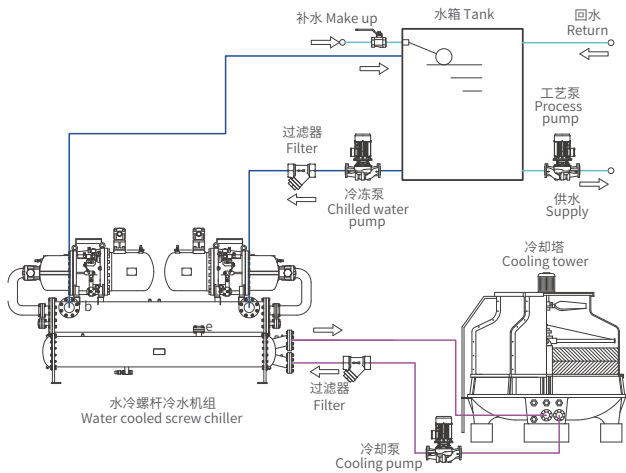 补水 Make up
水箱 Tank
回水
Return
过滤器
Filter
工艺泵
Process
pump
冷冻泵
Chilled water
pump
供水
Supply
冷却塔
Cooling tower
b
e
过滤器
Filter
水冷螺杆冷水机组
Water cooled screw chiller
冷却泵
Cooling pump